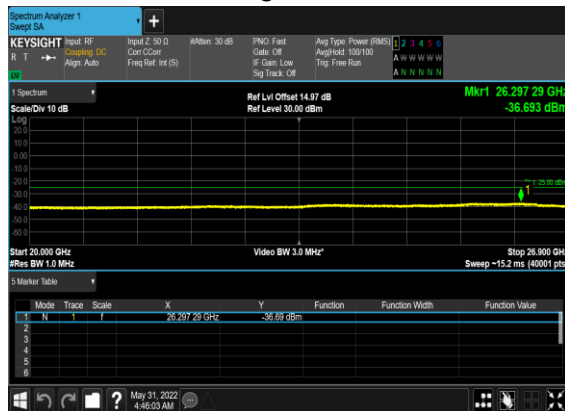 Spectrum Analyzer 1
Swept SA
+
KEYSIGHT
R T
Input: RF
Coupling: DC
Align: Auto
Input Z: 50 Ω
Corr CCorr
Freq Ref: Int (S)
#Atten: 30 dB
PNO: Fast
Gate: Off
IF Gain: Low
Sig Track: Off
Avg Type: Power (RMS)
Avg|Hold: 100/100
Trig: Free Run
1 2 3 4 5 6
A W W W W W
A N N N N N
1 Spectrum
Scale/Div 10 dB
Log
Ref Lvl Offset 14.97 dB
Ref Level 30.00 dBm
Mkr1 26.297 29 GHz
-36.693 dBm
20.0
10.0
0.00
-10.0
-20.0
-30.0
-40.0
-50.0
-60.0
1 -25.00 dBm
1
Start 20.000 GHz
#Res BW 1.0 MHz
Video BW 3.0 MHz*
Stop 26.900 GHz
Sweep ~15.2 ms (40001 pts)
5 Marker Table
Mode Trace Scale X Y Function Function Width Function Value
1 N 1 f 26.297 29 GHz -36.69 dBm
2
3
4
5
6
?
May 31, 2022
4:46:03 AM